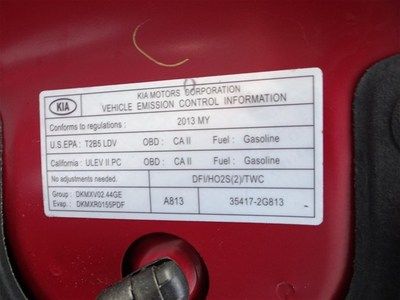 KIA MOTORS CORPORATION
KIA VEHICLE EMISSION CONTROL INFORMATION
Conforms to regulations : 2013 MY
U.S.EPA : T2B5 LDV OBD : CA II Fuel : Gasoline
California : ULEV II PC OBD : CA II Fuel : Gasoline
No adjustments needed. DFI/HO2S(2)/TWC
Group : DKMXV02.44GE A813 35417-2G813
Evap. : DKMXR0155PDF